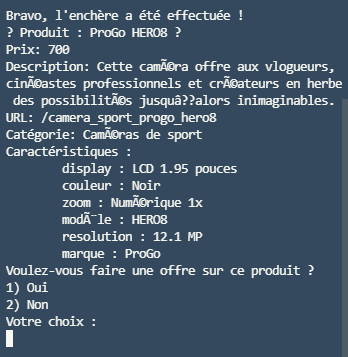 Bravo, l'enchère a été effectuée !
? Produit : ProGo HERO8 ?
Prix: 700
Description: Cette camÃ©ra offre aux vlogueurs,
cinÃ©astes professionnels et crÃ©ateurs en herbe
des possibilitÃ©s jusquâ??alors inimaginables.
URL: /camera_sport_progo_hero8
Catégorie: CamÃ©ras de sport
Caractéristiques :
display : LCD 1.95 pouces
couleur : Noir
zoom : NumÃ©rique 1x
modÃ¨le : HERO8
resolution : 12.1 MP
marque : ProGo
Voulez-vous faire une offre sur ce produit ?
1) Oui
2) Non
Votre choix :